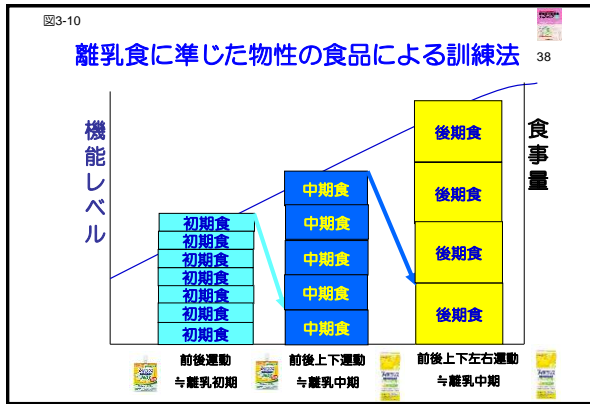 図3-10
離乳食に準じた物性の食品による訓練法
38
機能レベル
食事量
初期食
初期食
初期食
初期食
初期食
初期食
初期食
中期食
中期食
中期食
中期食
中期食
後期食
後期食
後期食
後期食
前後運動
≒離乳初期
前後上下運動
≒離乳中期
前後上下左右運動
≒離乳中期